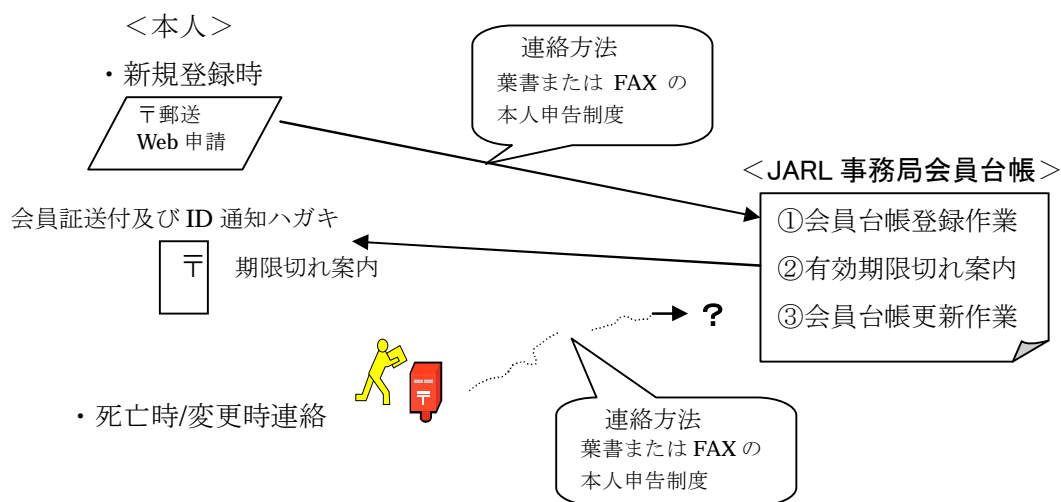 ＜本人＞
・新規登録時
〒郵送
Web 申請
連絡方法
葉書または FAX の
本人申告制度
＜JARL 事務局会員台帳＞
①会員台帳登録作業
②有効期限切れ案内
③会員台帳更新作業
会員証送付及び ID 通知ハガキ
〒 期限切れ案内
？
〒
・死亡時/変更時連絡
連絡方法
葉書または FAX の
本人申告制度